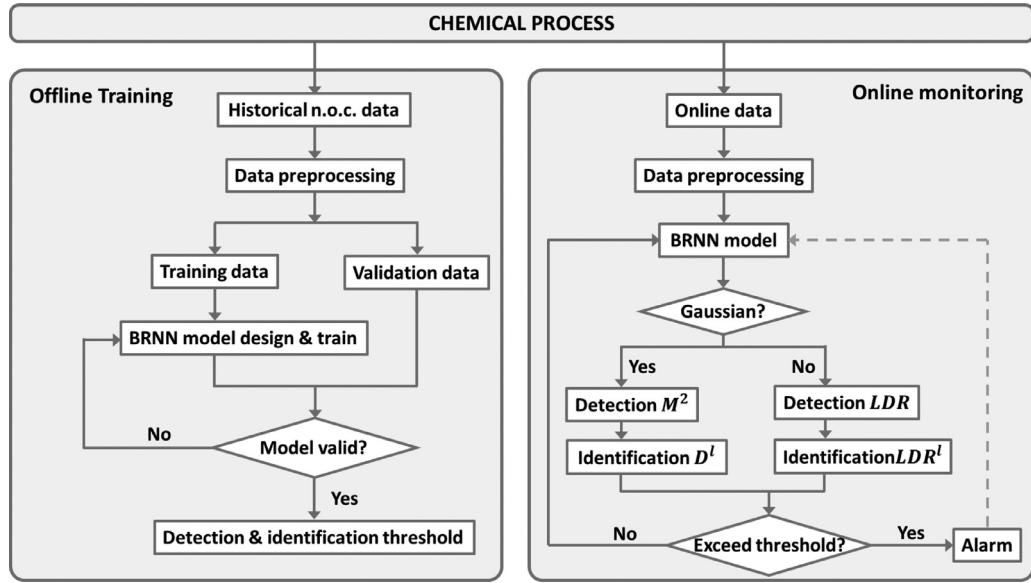 CHEMICAL PROCESS
Offline Training
Historical n.o.c. data
Data preprocessing
Training data
Validation data
BRNN model design & train
No
Model valid?
Yes
Detection & identification threshold
Online monitoring
Online data
Data preprocessing
BRNN model
Gaussian?
Yes
No
Detection M²
Detection LDR
Identification Dˡ
IdentificationLDRˡ
No
Exceed threshold?
Yes
Alarm